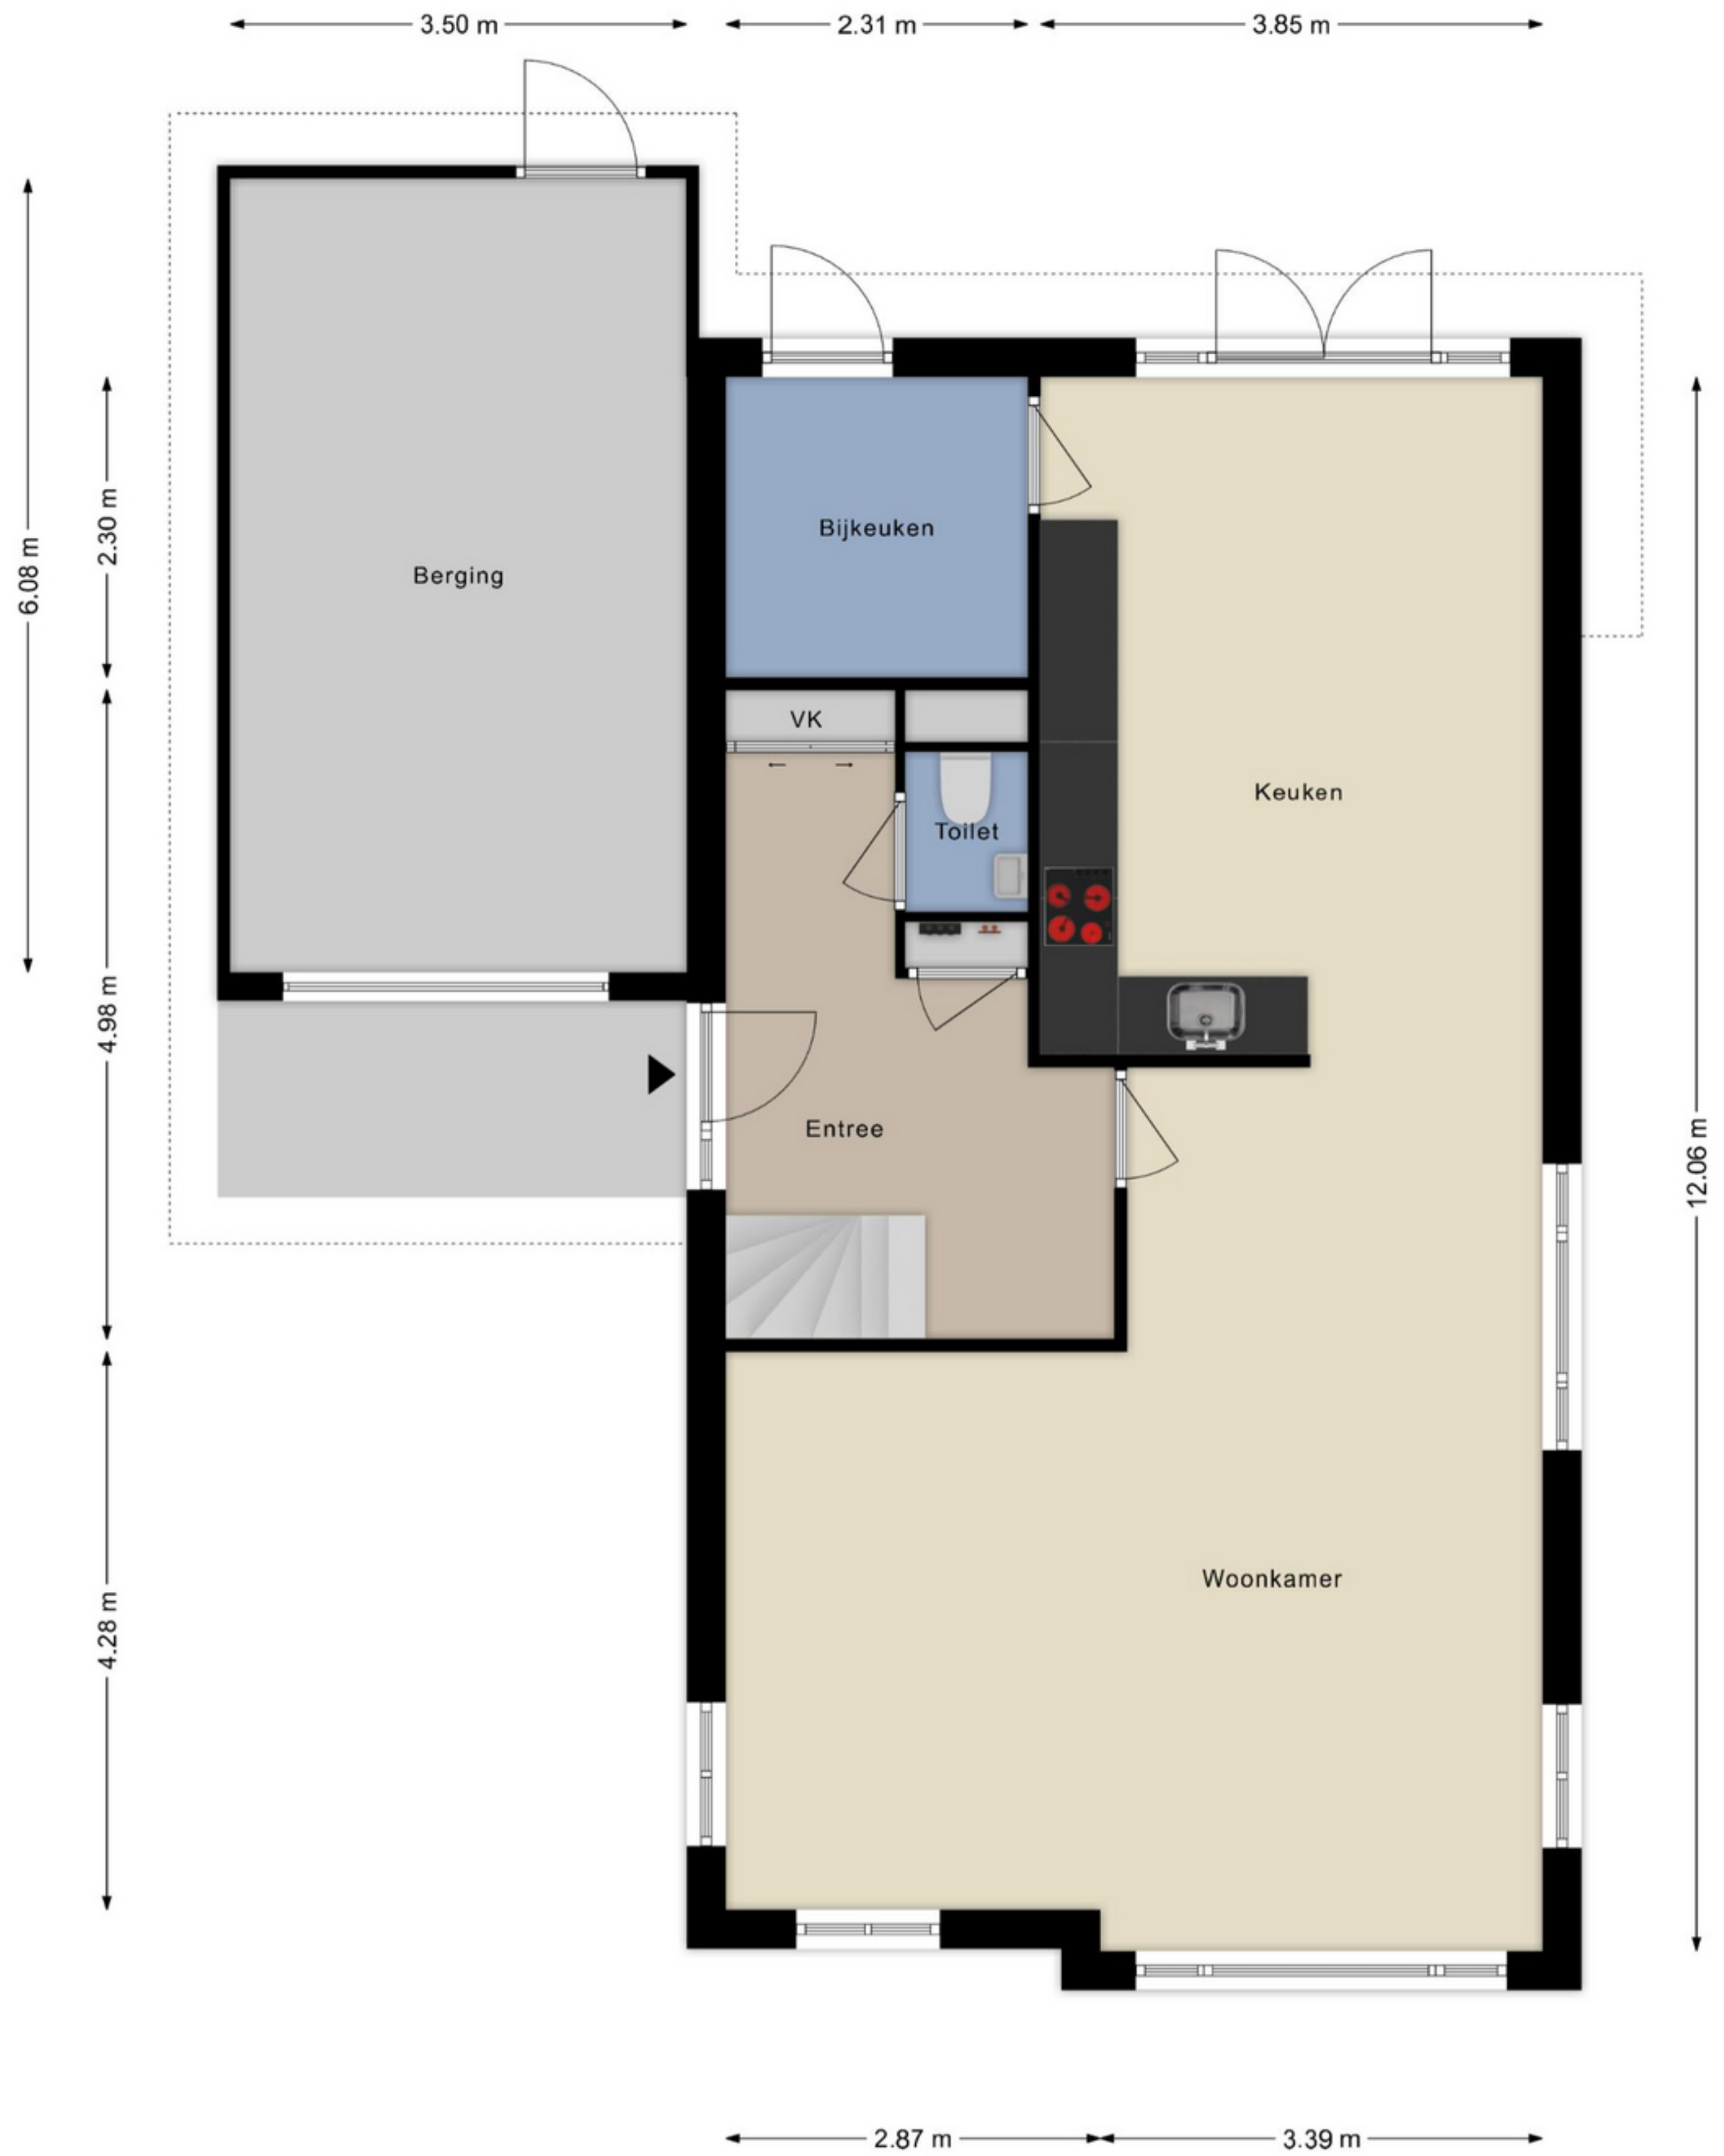 3.50 m
2.31 m
3.85 m
6.08 m
2.30 m
Bijkeuken
Berging
VK
Keuken
Toilet
4.98 m
Entree
12.06 m
Woonkamer
4.28 m
2.87 m
3.39 m